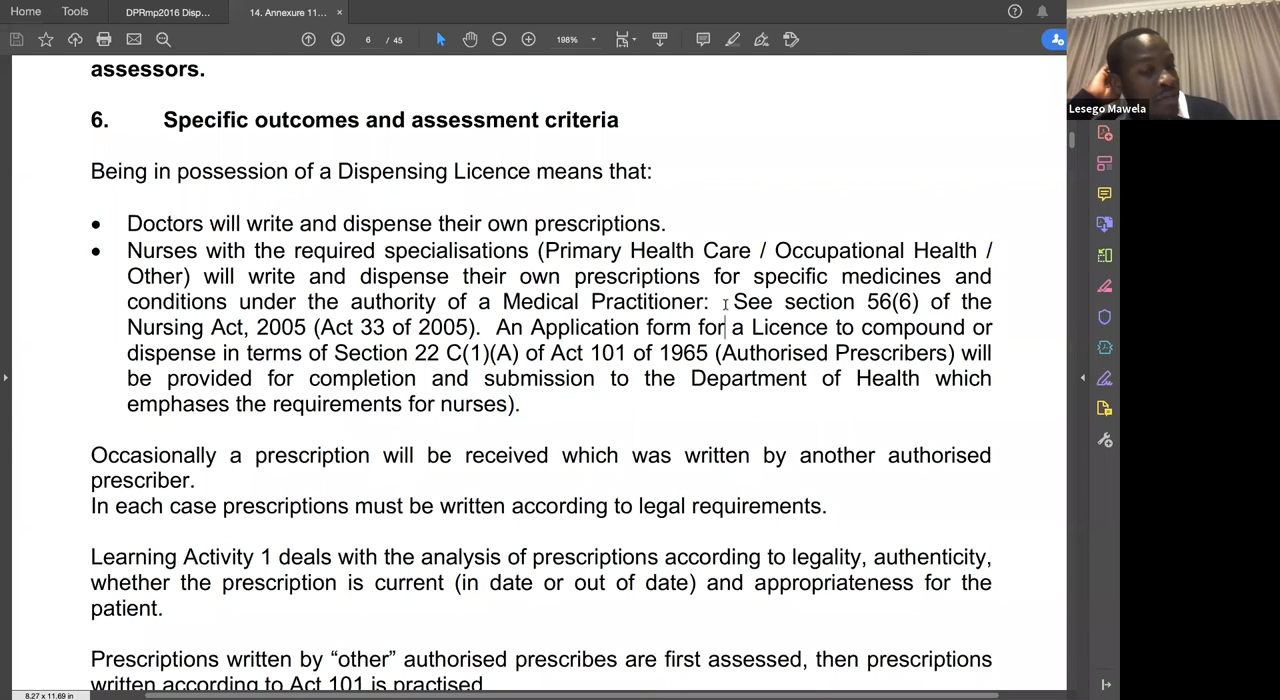 Home Tools DPRmp2016 Disp... 14. Annexure 11... ×
6 / 45 198%
Lesego Mawela
assessors.
6. Specific outcomes and assessment criteria
Being in possession of a Dispensing Licence means that:
• Doctors will write and dispense their own prescriptions.
• Nurses with the required specialisations (Primary Health Care / Occupational Health /
Other) will write and dispense their own prescriptions for specific medicines and
conditions under the authority of a Medical Practitioner: See section 56(6) of the
Nursing Act, 2005 (Act 33 of 2005). An Application form for a Licence to compound or
dispense in terms of Section 22 C(1)(A) of Act 101 of 1965 (Authorised Prescribers) will
be provided for completion and submission to the Department of Health which
emphases the requirements for nurses).
Occasionally a prescription will be received which was written by another authorised
prescriber.
In each case prescriptions must be written according to legal requirements.
Learning Activity 1 deals with the analysis of prescriptions according to legality, authenticity,
whether the prescription is current (in date or out of date) and appropriateness for the
patient.
Prescriptions written by “other” authorised prescribes are first assessed, then prescriptions
written according to Act 101 is practised
8.27 x 11.69 in